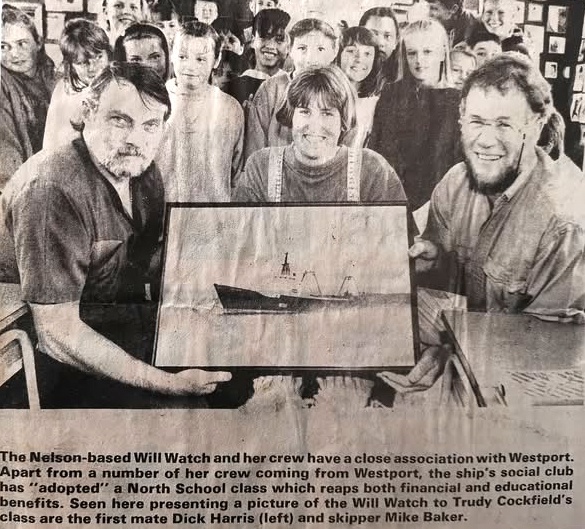 The Nelson-based Will Watch and her crew have a close association with Westport.
Apart from a number of her crew coming from Westport, the ship's social club
has "adopted" a North School class which reaps both financial and educational
benefits. Seen here presenting a picture of the Will Watch to Trudy Cockfield's
class are the first mate Dick Harris (left) and skipper Mike Baker.